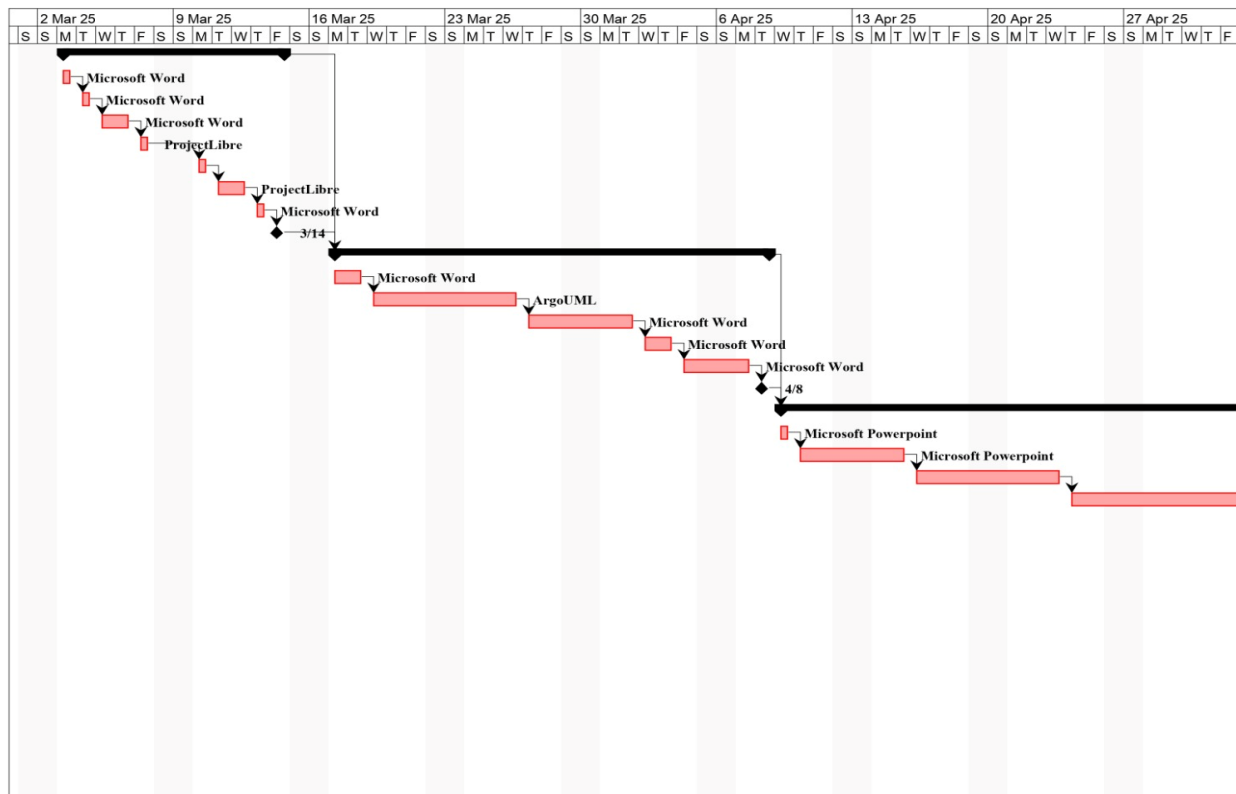 2 Mar 25 9 Mar 25 16 Mar 25 23 Mar 25 30 Mar 25 6 Apr 25 13 Apr 25 20 Apr 25 27 Apr 25
S S M T W T F S S M T W T F S S M T W T F S S M T W T F S S M T W T F S S M T W T F S S M T W T F S S M T W T F S S M T W T F
Microsoft Word
Microsoft Word
Microsoft Word
ProjectLibre
ProjectLibre
Microsoft Word
3/14
Microsoft Word
ArgoUML
Microsoft Word
Microsoft Word
Microsoft Word
4/8
Microsoft Powerpoint
Microsoft Powerpoint